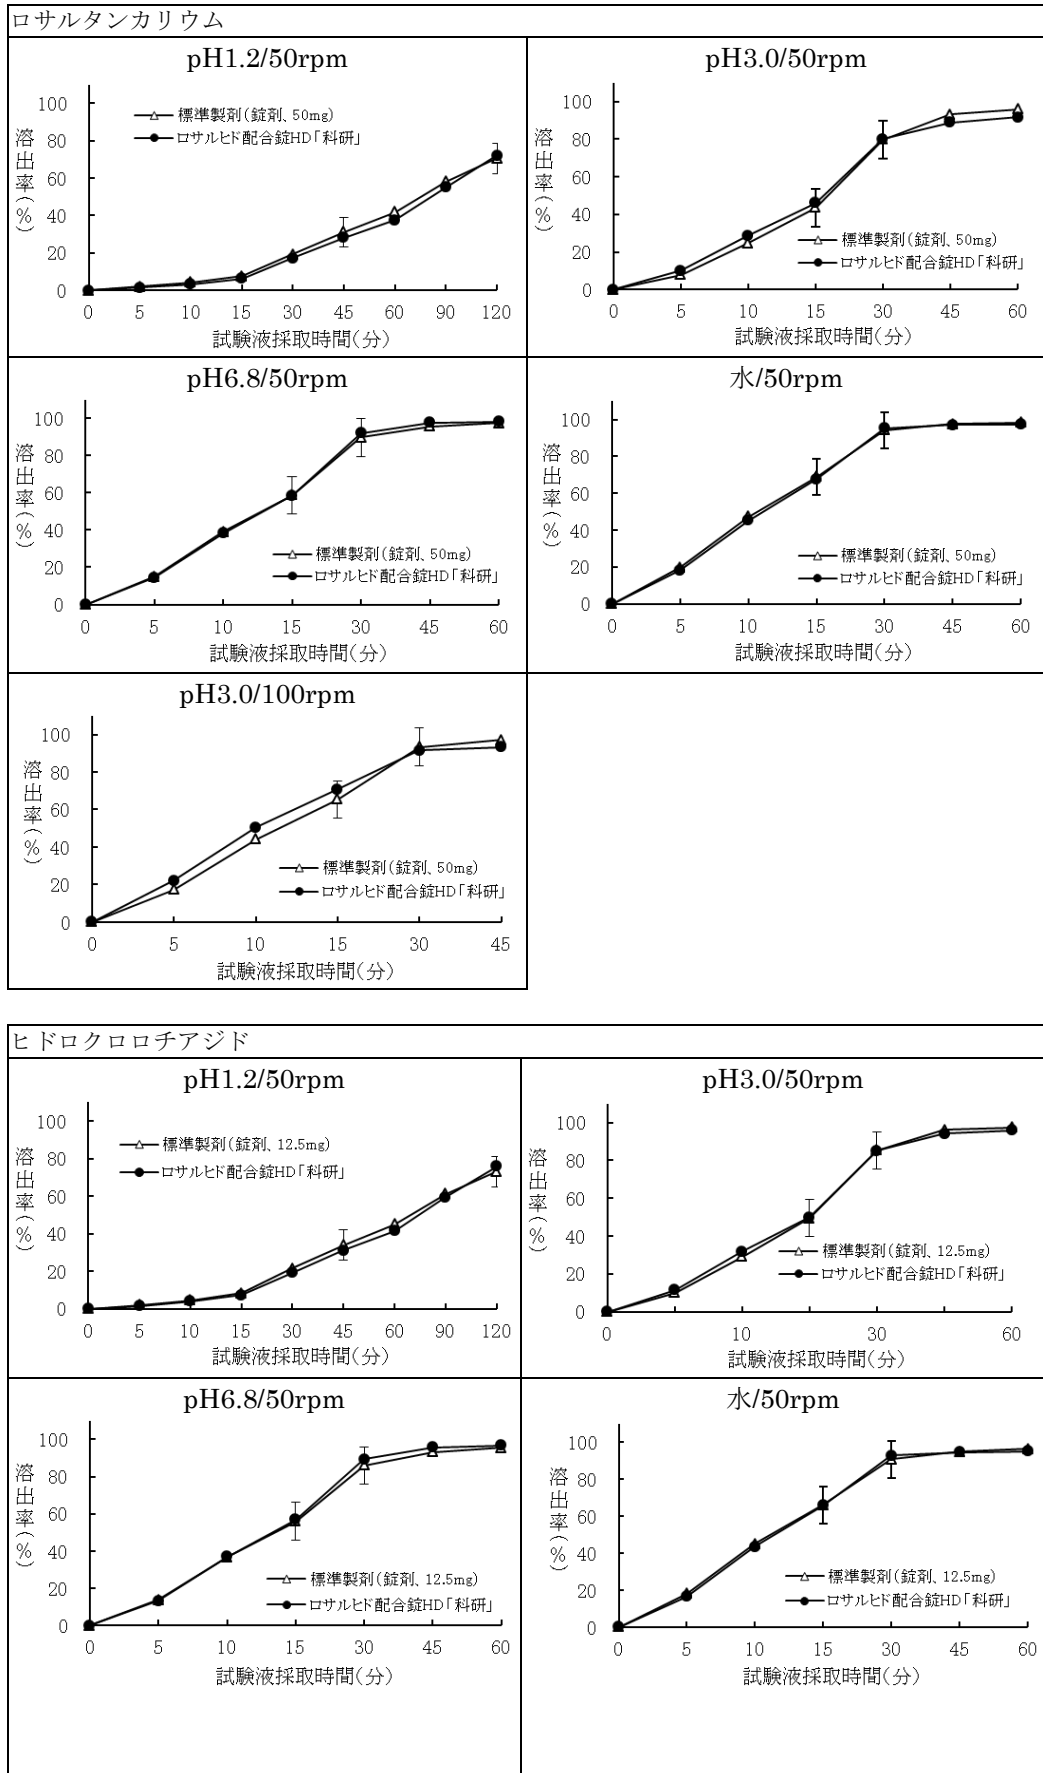 ロサルタンカリウム
pH1.2/50rpm
100
80
60
40
20
0
溶出率(%)
標準製剤(錠剤、50mg)
ロサルヒド配合錠HD「科研」
0 5 10 15 30 45 60 90 120
試験液採取時間(分)
pH3.0/50rpm
100
80
60
40
20
0
溶出率(%)
標準製剤(錠剤、50mg)
ロサルヒド配合錠HD「科研」
0 5 10 15 30 45 60
試験液採取時間(分)
pH6.8/50rpm
100
80
60
40
20
0
溶出率(%)
標準製剤(錠剤、50mg)
ロサルヒド配合錠HD「科研」
0 5 10 15 30 45 60
試験液採取時間(分)
水/50rpm
100
80
60
40
20
0
溶出率(%)
標準製剤(錠剤、50mg)
ロサルヒド配合錠HD「科研」
0 5 10 15 30 45 60
試験液採取時間(分)
pH3.0/100rpm
100
80
60
40
20
0
溶出率(%)
標準製剤(錠剤、50mg)
ロサルヒド配合錠HD「科研」
0 5 10 15 30 45
試験液採取時間(分)
ヒドロクロロチアジド
pH1.2/50rpm
100
80
60
40
20
0
溶出率(%)
標準製剤(錠剤、12.5mg)
ロサルヒド配合錠HD「科研」
0 5 10 15 30 45 60 90 120
試験液採取時間(分)
pH3.0/50rpm
100
80
60
40
20
0
溶出率(%)
標準製剤(錠剤、12.5mg)
ロサルヒド配合錠HD「科研」
0 10 30 60
試験液採取時間(分)
pH6.8/50rpm
100
80
60
40
20
0
溶出率(%)
標準製剤(錠剤、12.5mg)
ロサルヒド配合錠HD「科研」
0 5 10 15 30 45 60
試験液採取時間(分)
水/50rpm
100
80
60
40
20
0
溶出率(%)
標準製剤(錠剤、12.5mg)
ロサルヒド配合錠HD「科研」
0 5 10 15 30 45 60
試験液採取時間(分)